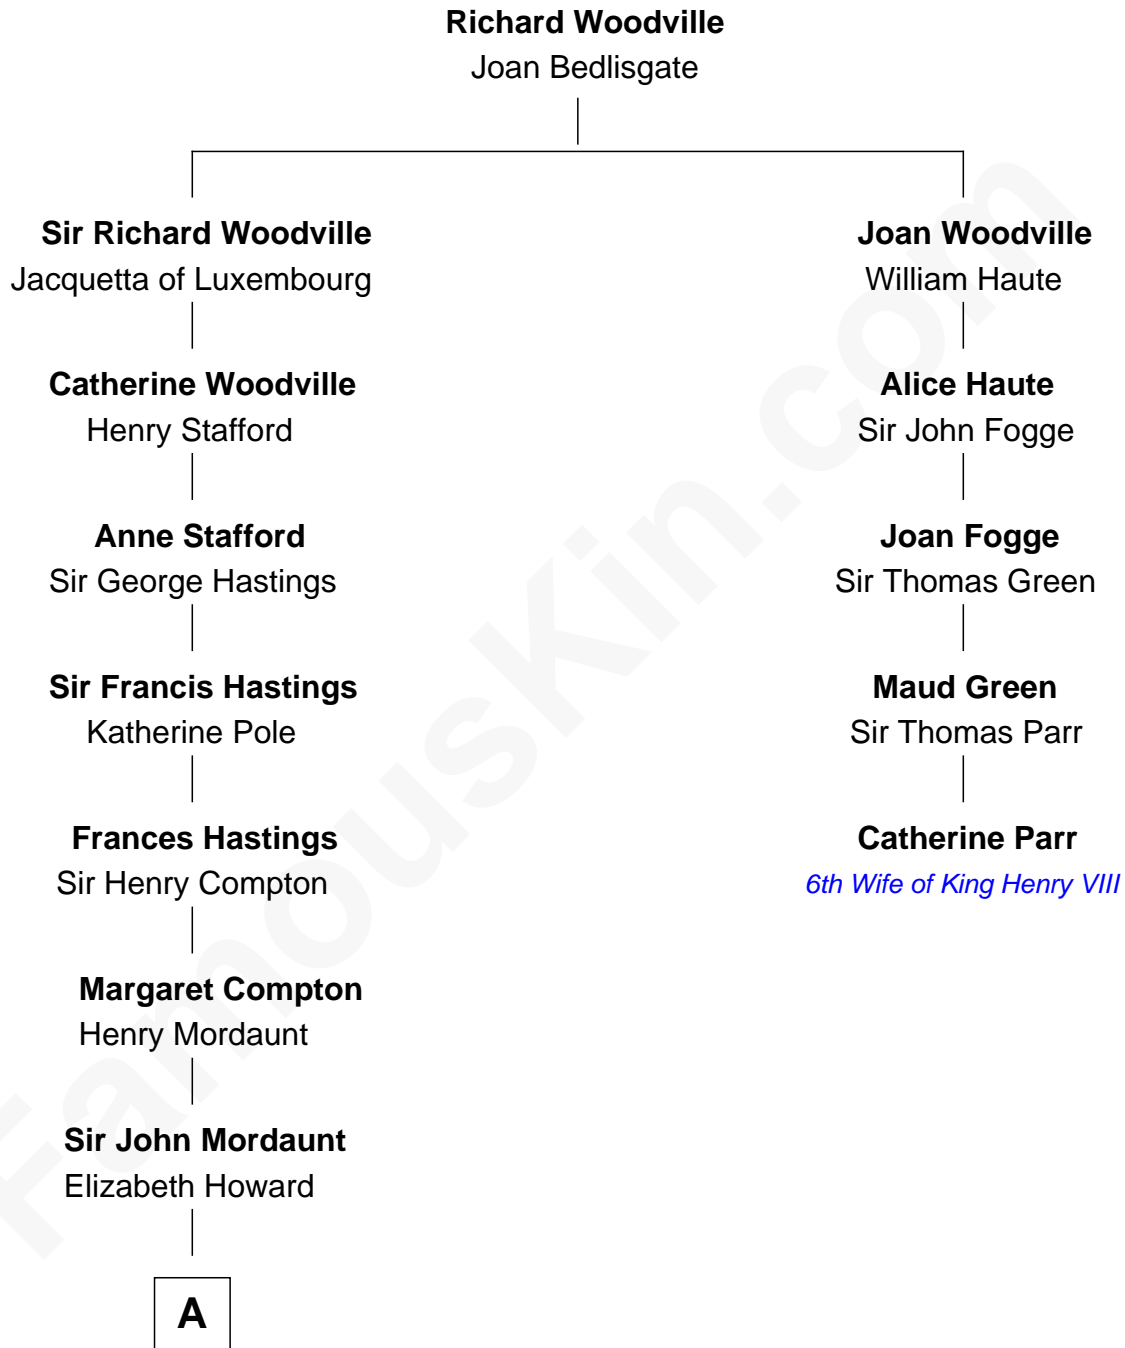 Richard Woodville
Joan Bedlisgate
Sir Richard Woodville
Jacquetta of Luxembourg
Joan Woodville
William Haute
Catherine Woodville
Henry Stafford
Alice Haute
Sir John Fogge
Anne Stafford
Sir George Hastings
Joan Fogge
Sir Thomas Green
Sir Francis Hastings
Katherine Pole
Maud Green
Sir Thomas Parr
Frances Hastings
Sir Henry Compton
Catherine Parr
6th Wife of King Henry VIII
Margaret Compton
Henry Mordaunt
Sir John Mordaunt
Elizabeth Howard
A
FamousKin.com